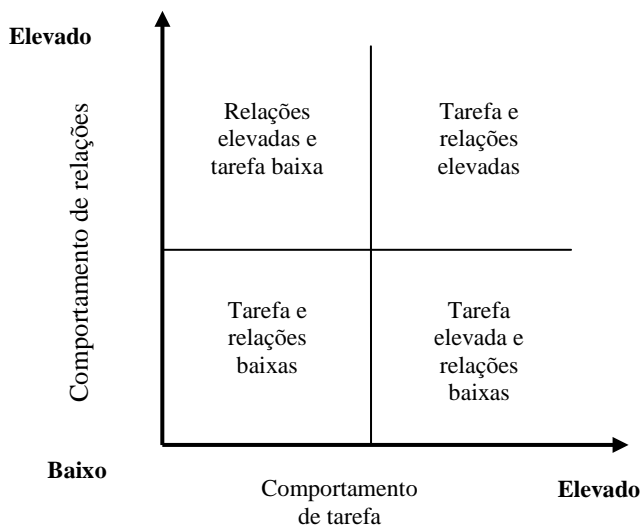 Elevado
Comportamento de relações
Relações
elevadas e
tarefa baixa
Tarefa e
relações
elevadas
Tarefa e
relações
baixas
Tarefa
elevada e
relações
baixas
Baixo
Comportamento
de tarefa
Elevado